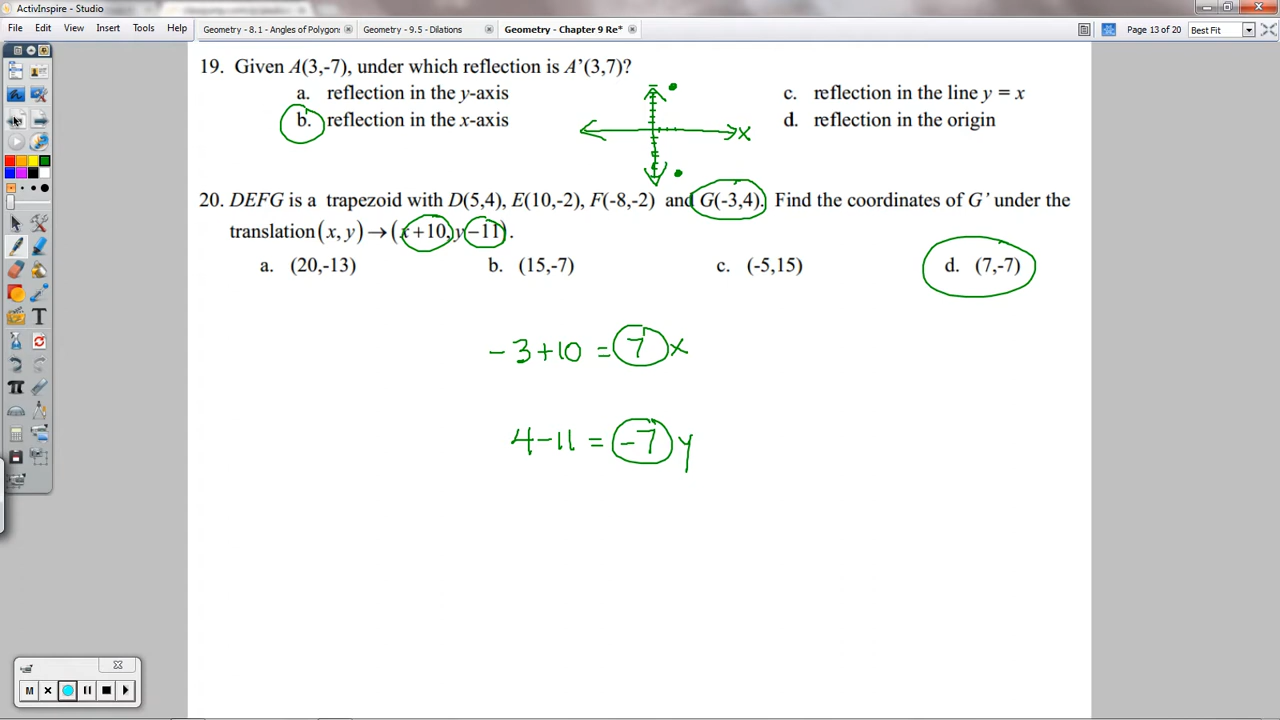 ActivInspire - Studio
File Edit View Insert Tools Help
Geometry - 8.1 - Angles of Polygons
Geometry - 9.5 - Dilations
Geometry - Chapter 9 Re*
Page 13 of 20
Best Fit
19. Given A(3,-7), under which reflection is A'(3,7)?
a. reflection in the y-axis
c. reflection in the line y = x
b. reflection in the x-axis
d. reflection in the origin
x
20. DEFG is a trapezoid with D(5,4), E(10,-2), F(-8,-2) and G(-3,4). Find the coordinates of G' under the
translation (x, y) → (x+10, y−11).
a. (20,-13) b. (15,-7) c. (-5,15) d. (7,-7)
-3+10 = 7 x
4-11 = -7 y
M